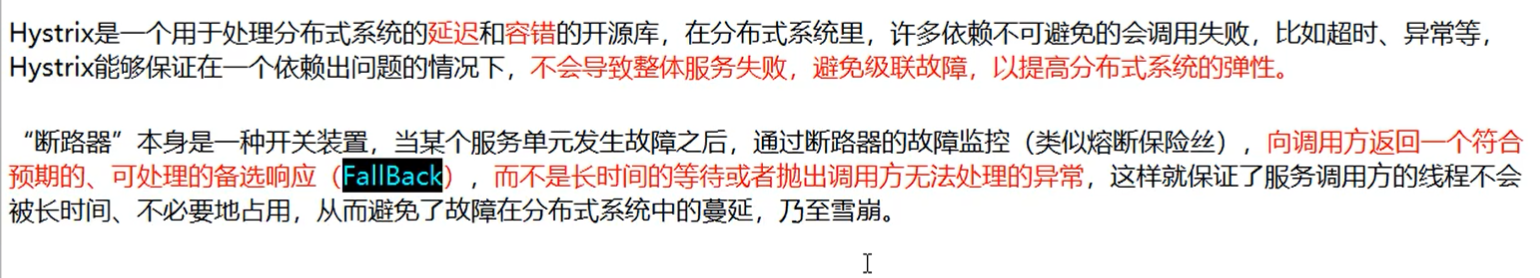 Hystrix是一个用于处理分布式系统的延迟和容错的开源库，在分布式系统里，许多依赖不可避免的会调用失败，比如超时、异常等，
Hystrix能够保证在一个依赖出问题的情况下，不会导致整体服务失败，避免级联故障，以提高分布式系统的弹性。
“断路器”本身是一种开关装置，当某个服务单元发生故障之后，通过断路器的故障监控（类似熔断保险丝），向调用方返回一个符合
预期的、可处理的备选响应（FallBack），而不是长时间的等待或者抛出调用方无法处理的异常，这样就保证了服务调用方的线程不会
被长时间、不必要地占用，从而避免了故障在分布式系统中的蔓延，乃至雪崩。